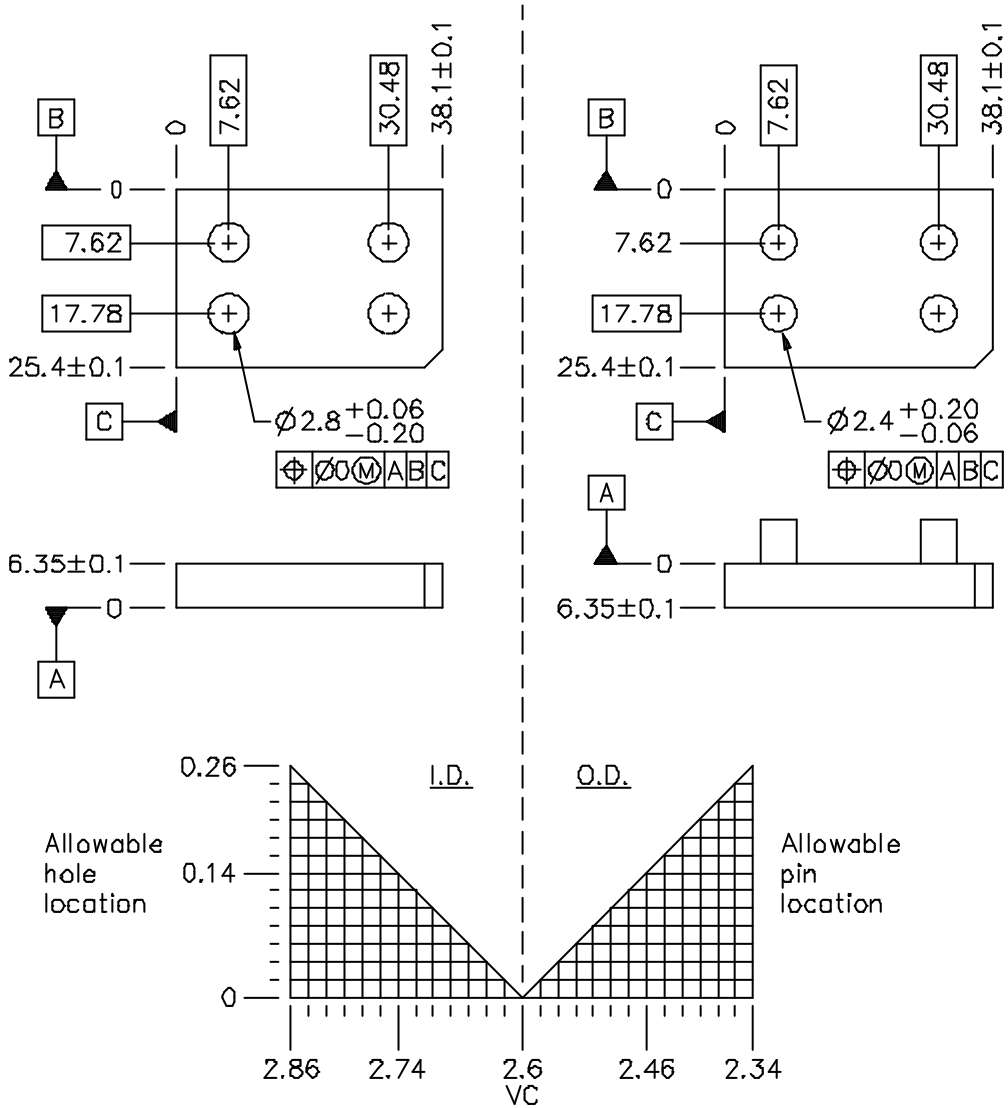 B
0
7.62
30.48
38.1±0.1
0
7.62
17.78
25.4±0.1
C
Ø2.8 +0.06
-0.20
⌖ Ø0 Ⓜ A B C
6.35±0.1
0
A
B
0
7.62
30.48
38.1±0.1
0
7.62
17.78
25.4±0.1
C
Ø2.4 +0.20
-0.06
⌖ Ø0 Ⓜ A B C
A
0
6.35±0.1
I.D.
O.D.
0.26
0.14
0
Allowable
hole
location
Allowable
pin
location
2.86
2.74
2.6
2.46
2.34
VC